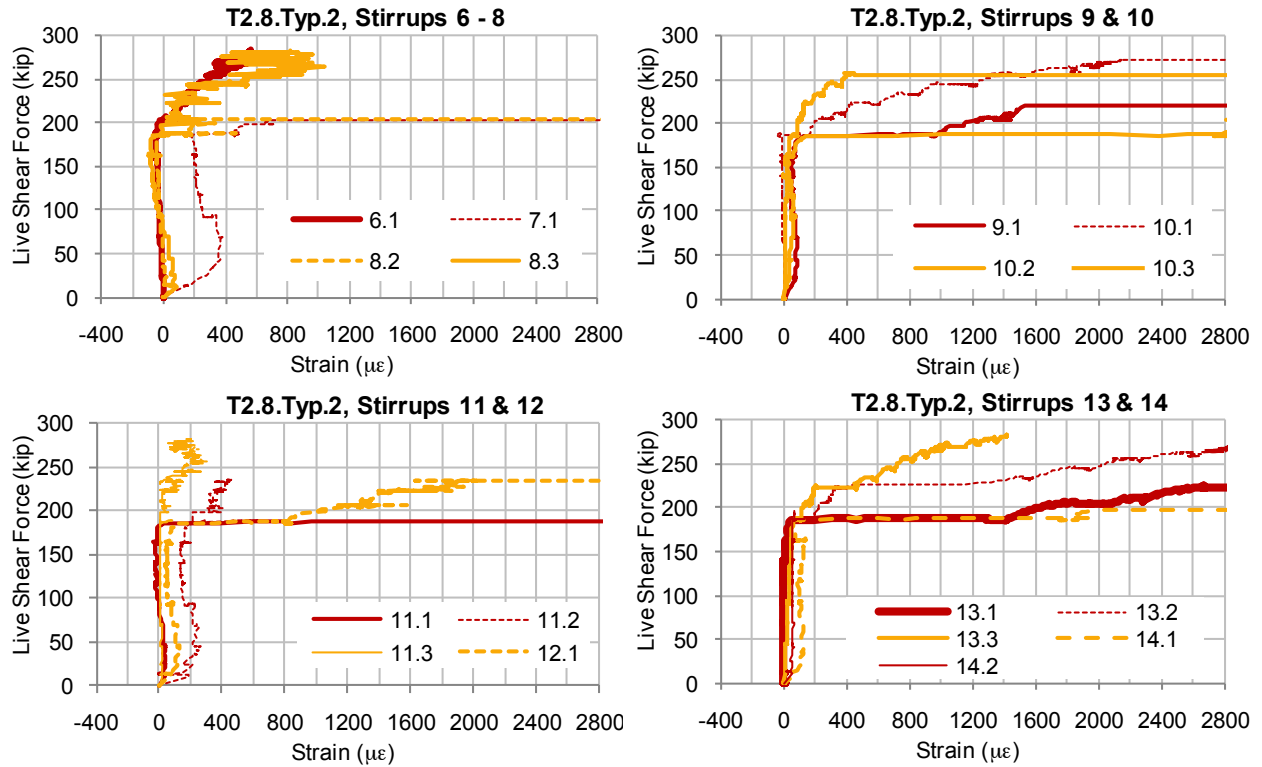 T2.8.Typ.2, Stirrups 6 - 8
Live Shear Force (kip)
300
250
200
150
100
50
0
6.1
7.1
8.2
8.3
-400 0 400 800 1200 1600 2000 2400 2800
Strain (με)
T2.8.Typ.2, Stirrups 9 & 10
Live Shear Force (kip)
300
250
200
150
100
50
0
9.1
10.1
10.2
10.3
-400 0 400 800 1200 1600 2000 2400 2800
Strain (με)
T2.8.Typ.2, Stirrups 11 & 12
Live Shear Force (kip)
300
250
200
150
100
50
0
11.1
11.2
11.3
12.1
-400 0 400 800 1200 1600 2000 2400 2800
Strain (με)
T2.8.Typ.2, Stirrups 13 & 14
Live Shear Force (kip)
300
250
200
150
100
50
0
13.1
13.2
13.3
14.1
14.2
-400 0 400 800 1200 1600 2000 2400 2800
Strain (με)